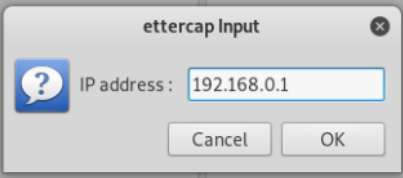 ettercap Input
IP address : 192.168.0.1
Cancel OK